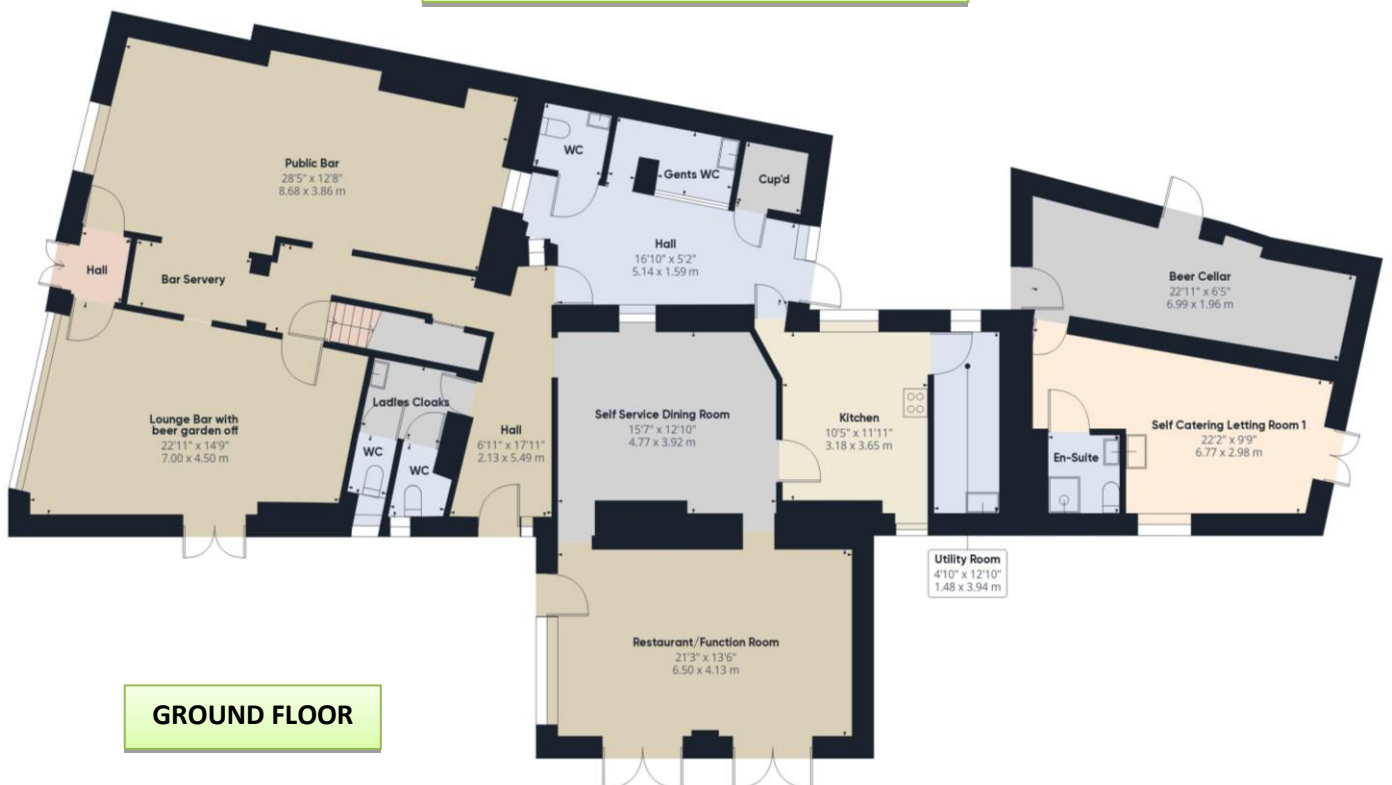 Public Bar
28'5" x 12'8"
8.68 x 3.86 m
WC
Gents WC
Cup'd
Hall
Bar Servery
Hall
16'10" x 5'2"
5.14 x 1.59 m
Beer Cellar
22'11" x 6'5"
6.99 x 1.96 m
Lounge Bar with
beer garden off
22'11" x 14'9"
7.00 x 4.50 m
Ladies Cloaks
WC
WC
Hall
6'11" x 17'11"
2.13 x 5.49 m
Self Service Dining Room
15'7" x 12'10"
4.77 x 3.92 m
Kitchen
10'5" x 11'11"
3.18 x 3.65 m
Self Catering Letting Room 1
22'2" x 9'9"
6.77 x 2.98 m
En-Suite
Utility Room
4'10" x 12'10"
1.48 x 3.94 m
Restaurant/Function Room
21'3" x 13'6"
6.50 x 4.13 m
GROUND FLOOR